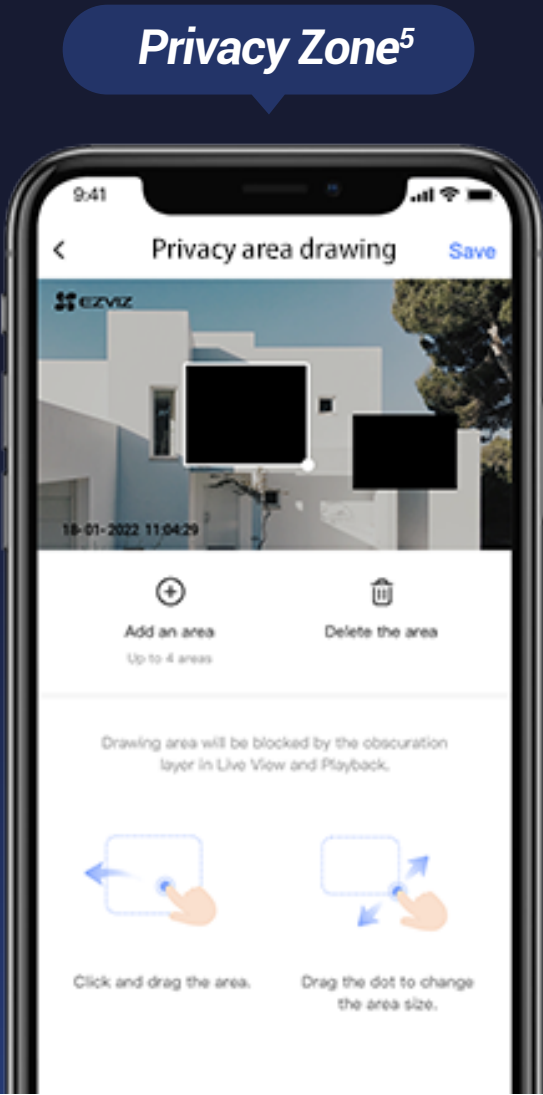 Privacy Zone5
9:41
Privacy area drawing Save
EZVIZ
18-01-2022 11:04:29
Add an area Delete the area
Up to 4 areas
Drawing area will be blocked by the obscuration
layer in Live View and Playback.
Click and drag the area. Drag the dot to change
the area size.